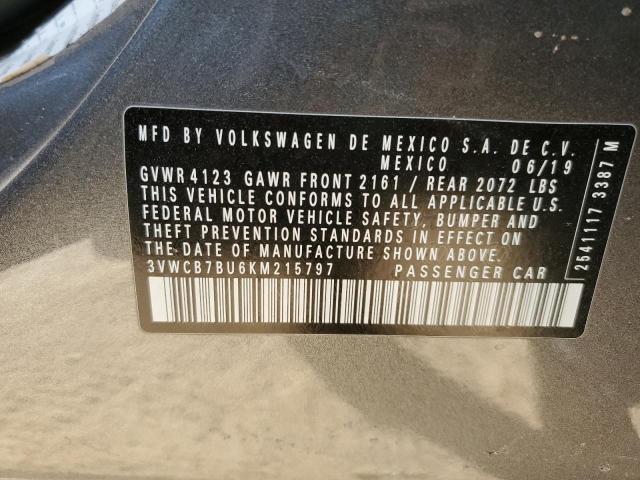 MFD BY VOLKSWAGEN DE MEXICO S.A. DE C.V.
MEXICO 06/19
GVWR 4123 GAWR FRONT 2161 / REAR 2072 LBS
THIS VEHICLE CONFORMS TO ALL APPLICABLE U.S.
FEDERAL MOTOR VEHICLE SAFETY, BUMPER AND
THEFT PREVENTION STANDARDS IN EFFECT ON
THE DATE OF MANUFACTURE SHOWN ABOVE.
3VWCB7BU6KM215797 PASSENGER CAR
2541117 3387 M